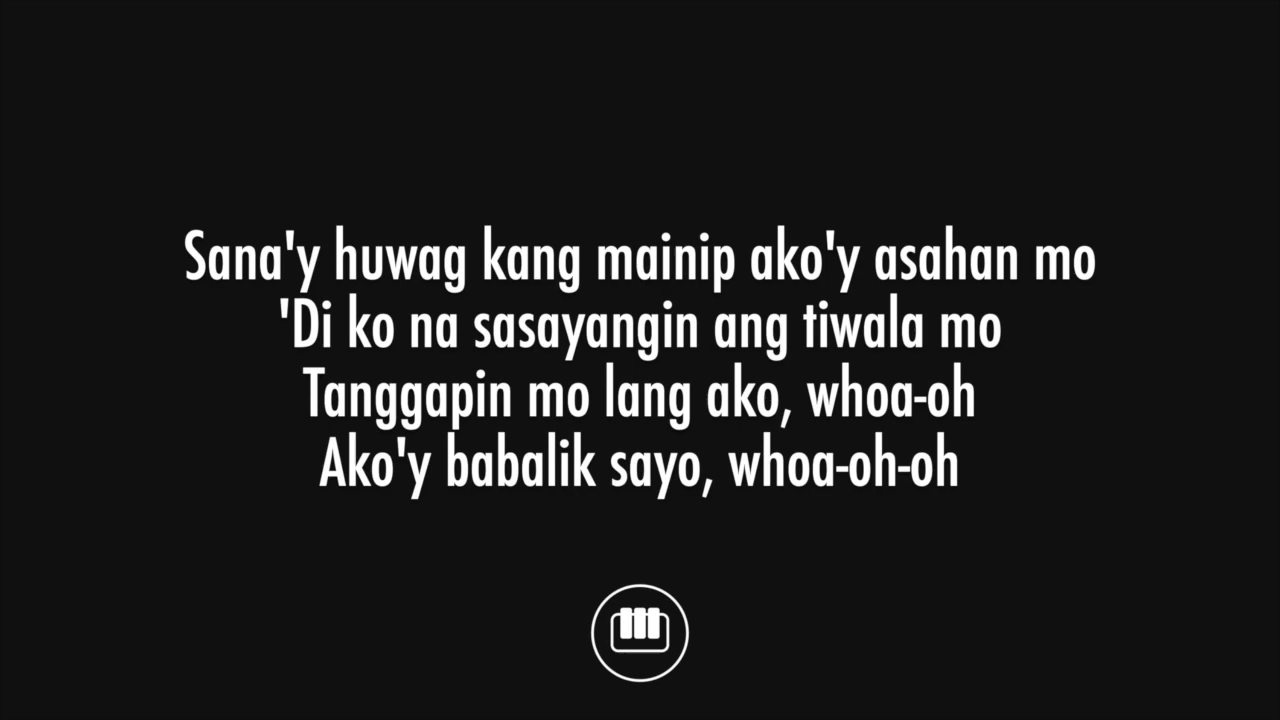 Sana'y huwag kang mainip ako'y asahan mo
'Di ko na sasayangin ang tiwala mo
Tanggapin mo lang ako, whoa-oh
Ako'y babalik sayo, whoa-oh-oh